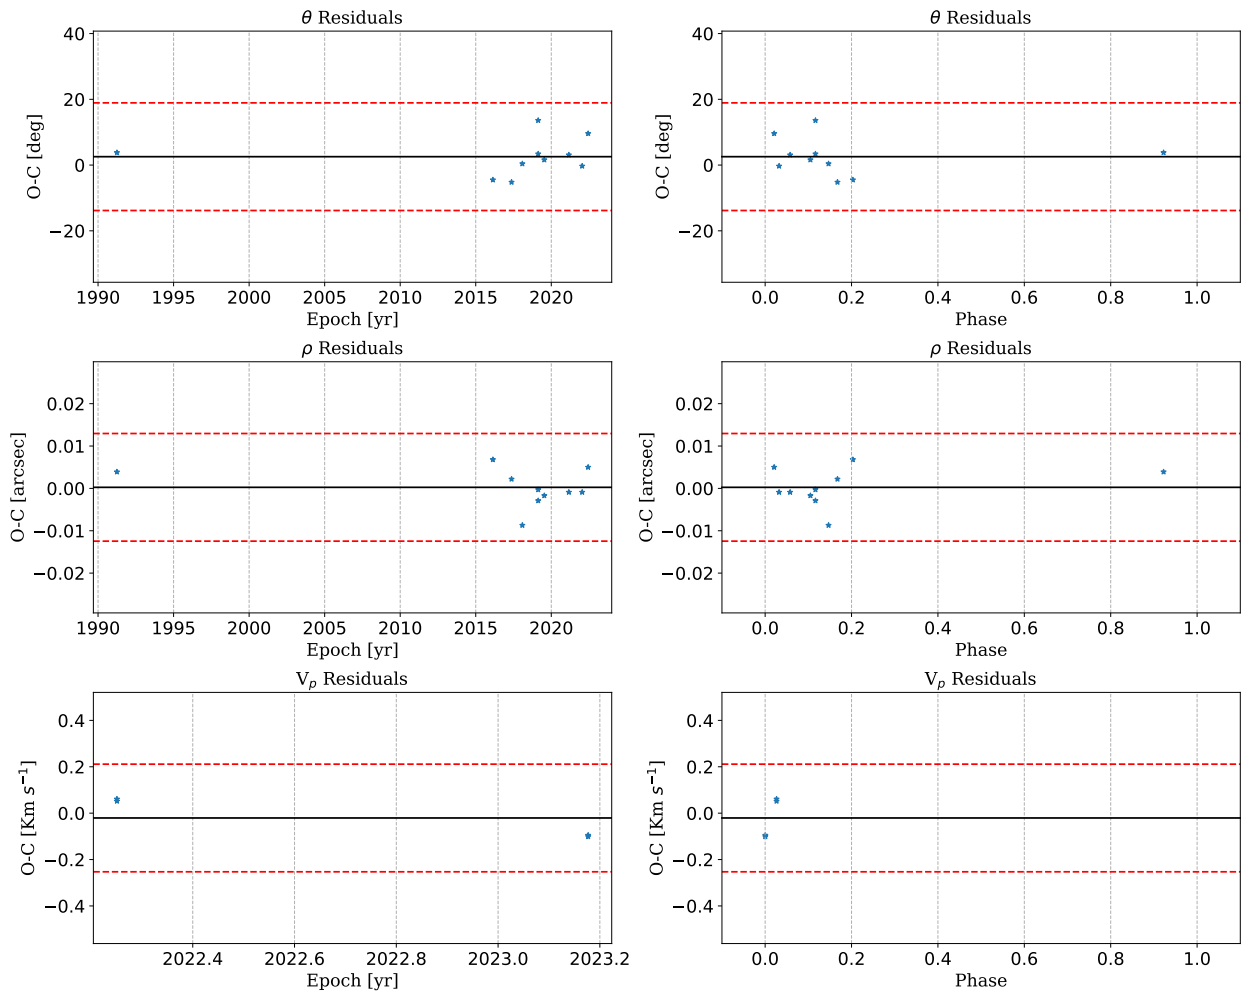 θ Residuals
O-C [deg]
40
20
0
−20
1990 1995 2000 2005 2010 2015 2020
Epoch [yr]
θ Residuals
O-C [deg]
40
20
0
−20
0.0 0.2 0.4 0.6 0.8 1.0
Phase
ρ Residuals
O-C [arcsec]
0.02
0.01
0.00
−0.01
−0.02
1990 1995 2000 2005 2010 2015 2020
Epoch [yr]
ρ Residuals
O-C [arcsec]
0.02
0.01
0.00
−0.01
−0.02
0.0 0.2 0.4 0.6 0.8 1.0
Phase
Vₚ Residuals
O-C [Km s⁻¹]
0.4
0.2
0.0
−0.2
−0.4
2022.4 2022.6 2022.8 2023.0 2023.2
Epoch [yr]
Vₚ Residuals
O-C [Km s⁻¹]
0.4
0.2
0.0
−0.2
−0.4
0.0 0.2 0.4 0.6 0.8 1.0
Phase